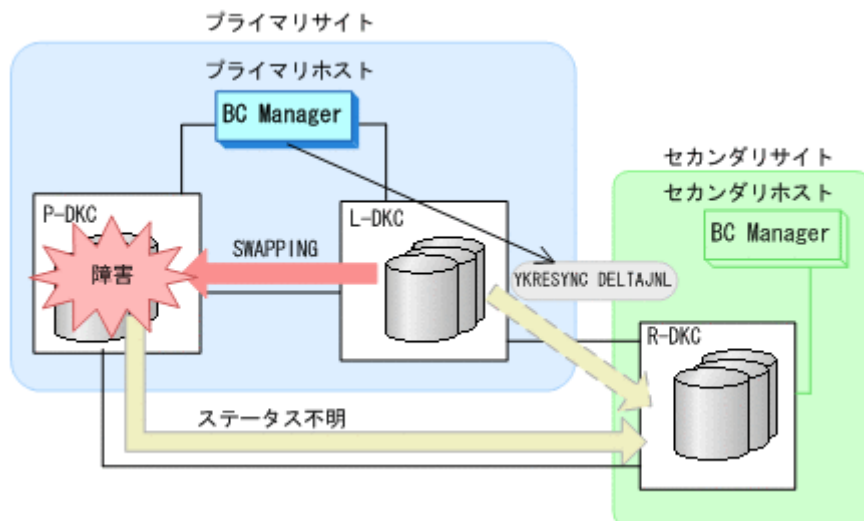 プライマリサイト
プライマリホスト
BC Manager
セカンダリサイト
セカンダリホスト
BC Manager
P-DKC
L-DKC
SWAPPING
障害
YKRESYNC DELTAJNL
R-DKC
ステータス不明